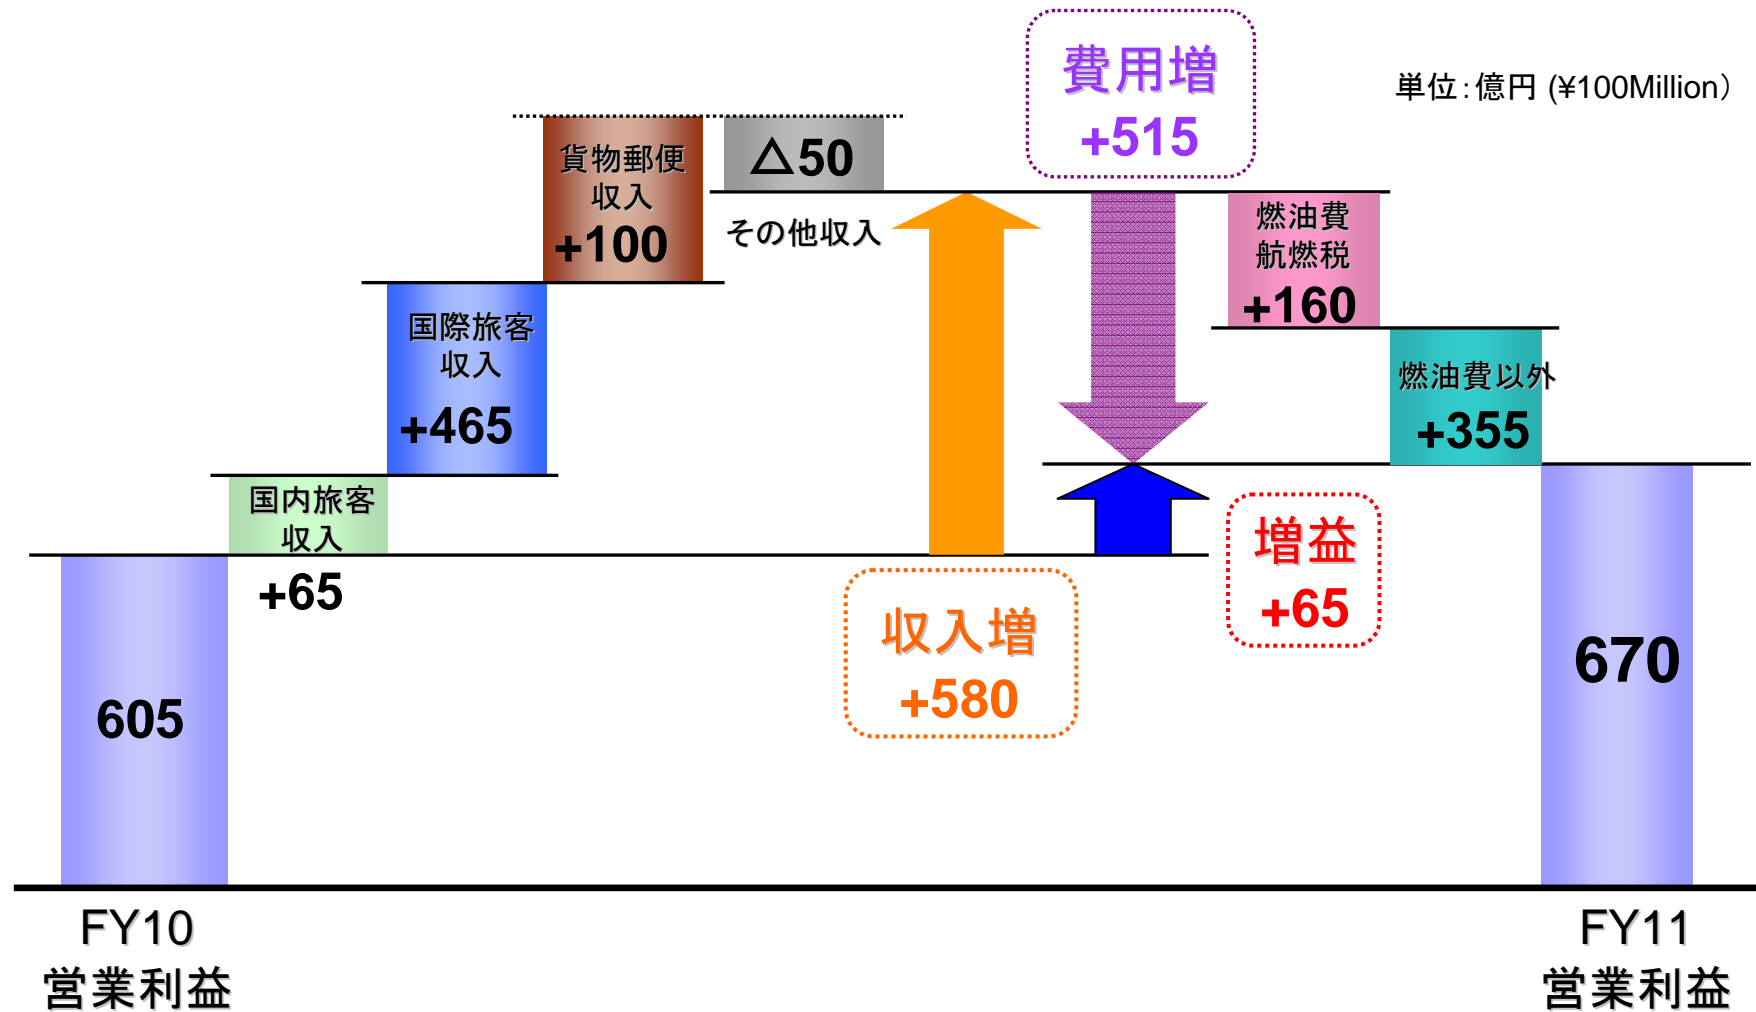 費用増
+515
単位:億円 (¥100Million)
貨物郵便
収入
+100
△50
その他収入
燃油費
航燃税
+160
国際旅客
収入
+465
燃油費以外
+355
国内旅客
収入
+65
増益
+65
収入増
+580
605
670
FY10
営業利益
FY11
営業利益